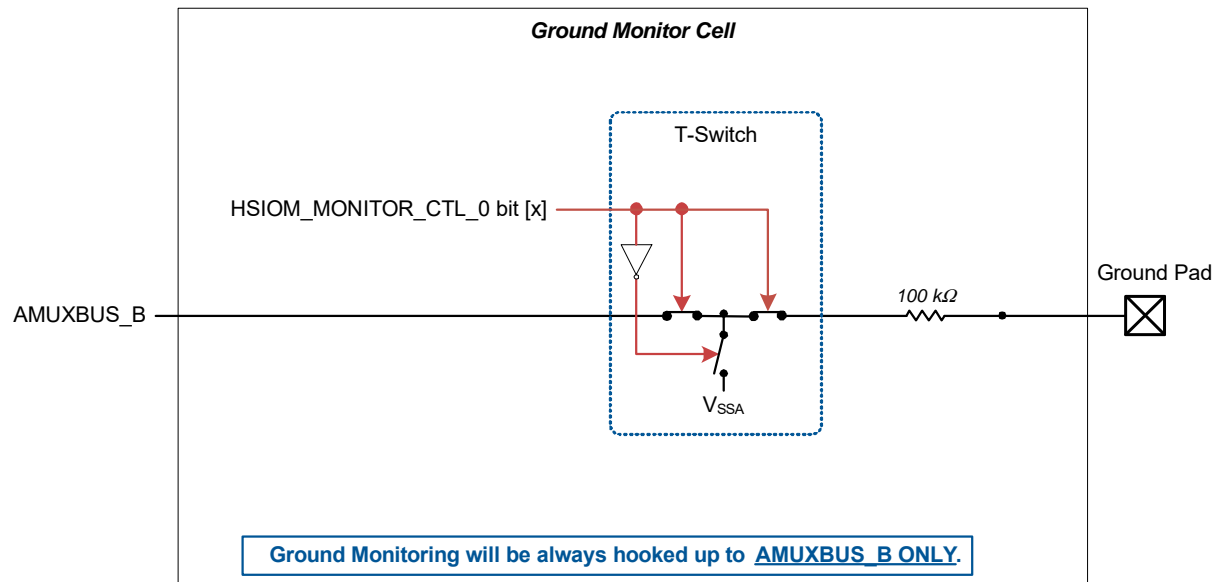 Ground Monitor Cell
T-Switch
HSIOM_MONITOR_CTL_0 bit [x]
Ground Pad
100 kΩ
AMUXBUS_B
VSSA
Ground Monitoring will be always hooked up to AMUXBUS_B ONLY.